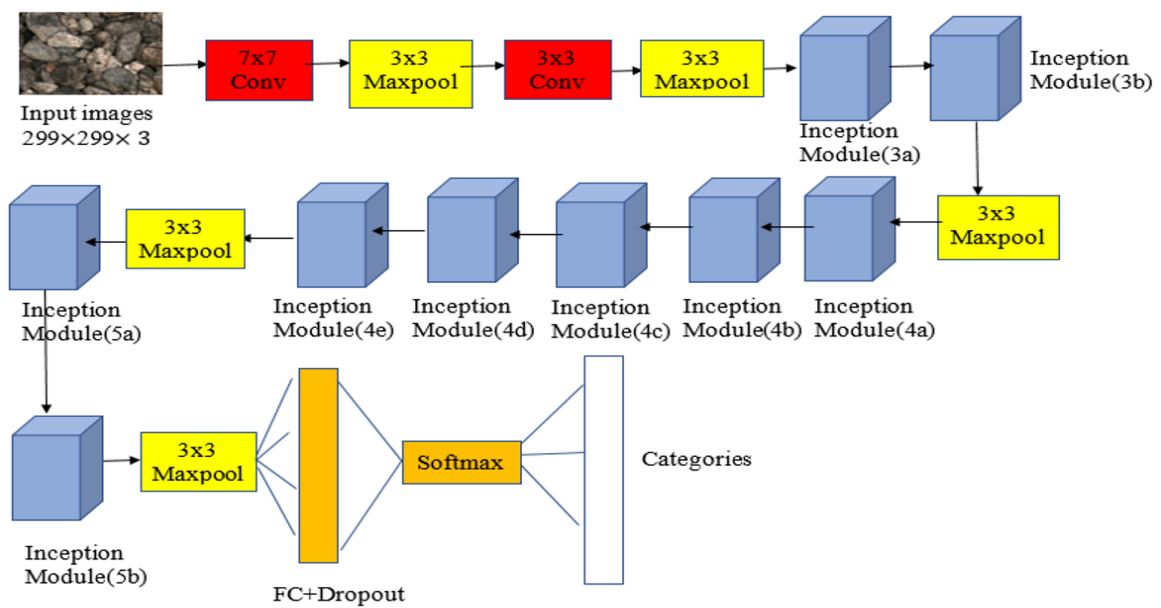 7x7
Conv
3x3
Maxpool
3x3
Conv
3x3
Maxpool
Input images
299×299× 3
Inception
Module(3a)
Inception
Module(3b)
3x3
Maxpool
Inception
Module(4a)
Inception
Module(4b)
Inception
Module(4c)
Inception
Module(4d)
Inception
Module(4e)
3x3
Maxpool
Inception
Module(5a)
Inception
Module(5b)
3x3
Maxpool
FC+Dropout
Softmax
Categories